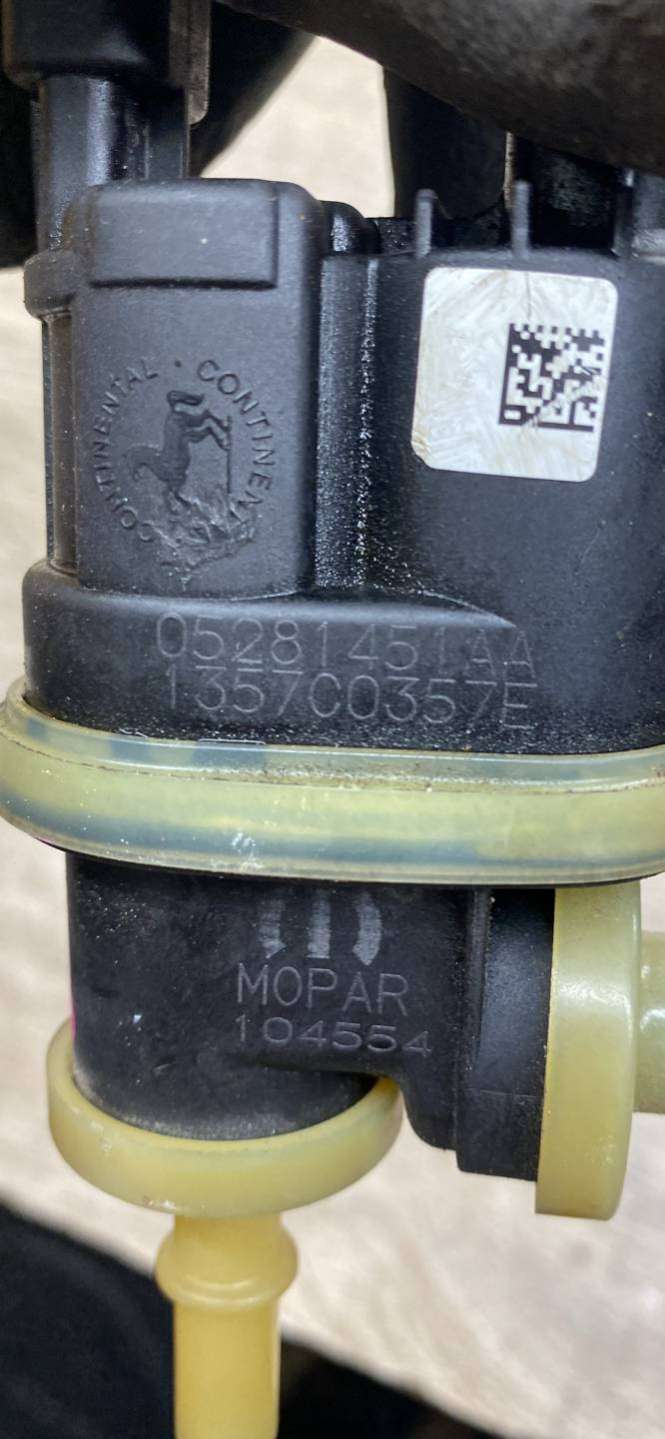 CONTINENTAL · CONTINENTAL
05281451AA
1357C0357E
MOPAR
104554